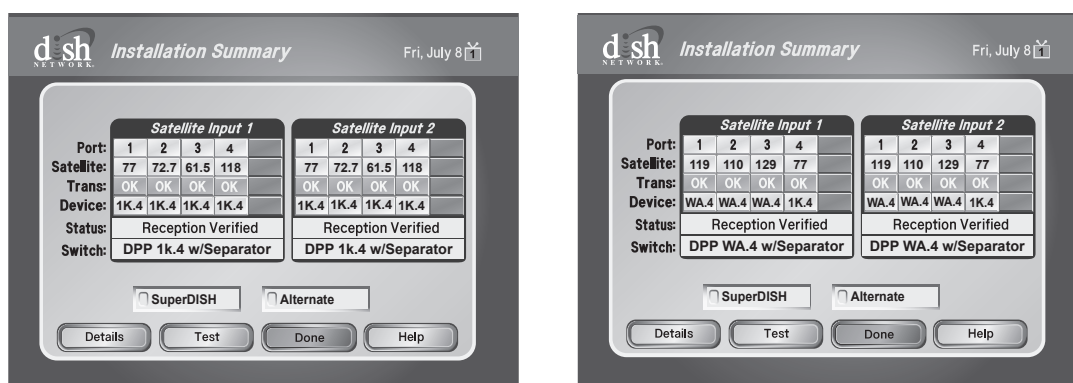 dish NETWORK. Installation Summary Fri, July 8 1
Satellite Input 1 Satellite Input 2
Port: 1 2 3 4 1 2 3 4
Satellite: 77 72.7 61.5 118 77 72.7 61.5 118
Trans: OK OK OK OK OK OK OK OK
Device: 1K.4 1K.4 1K.4 1K.4 1K.4 1K.4 1K.4 1K.4
Status: Reception Verified Reception Verified
Switch: DPP 1k.4 w/Separator DPP 1k.4 w/Separator
SuperDISH Alternate
Details Test Done Help
dish NETWORK. Installation Summary Fri, July 8 1
Satellite Input 1 Satellite Input 2
Port: 1 2 3 4 1 2 3 4
Satellite: 119 110 129 77 119 110 129 77
Trans: OK OK OK OK OK OK OK OK
Device: WA.4 WA.4 WA.4 1K.4 WA.4 WA.4 WA.4 1K.4
Status: Reception Verified Reception Verified
Switch: DPP WA.4 w/Separator DPP WA.4 w/Separator
SuperDISH Alternate
Details Test Done Help